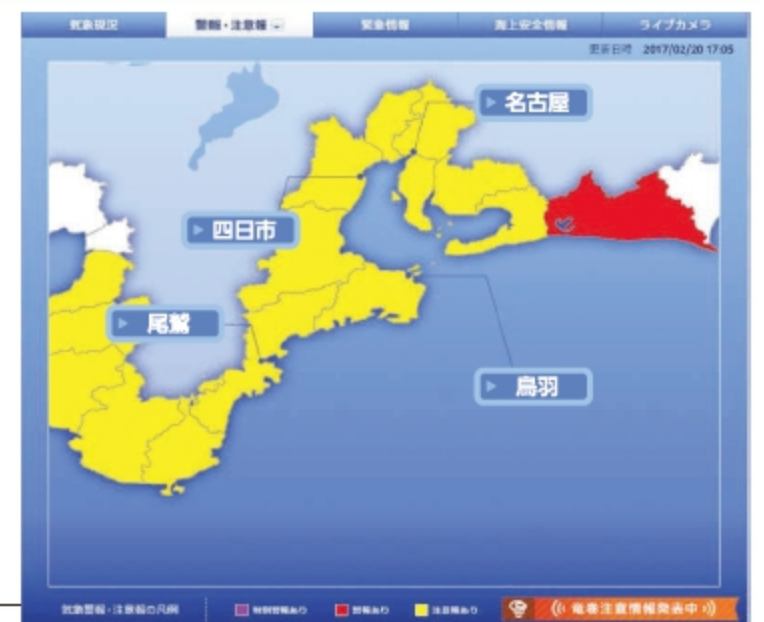 気象現況 警報・注意報 緊急情報 海上安全情報 ライブカメラ
更新日時 2017/02/20 17:05
名古屋
四日市
尾鷲
鳥羽
気象警報・注意報の凡例 特別警報あり 警報あり 注意報あり 竜巻注意情報発表中